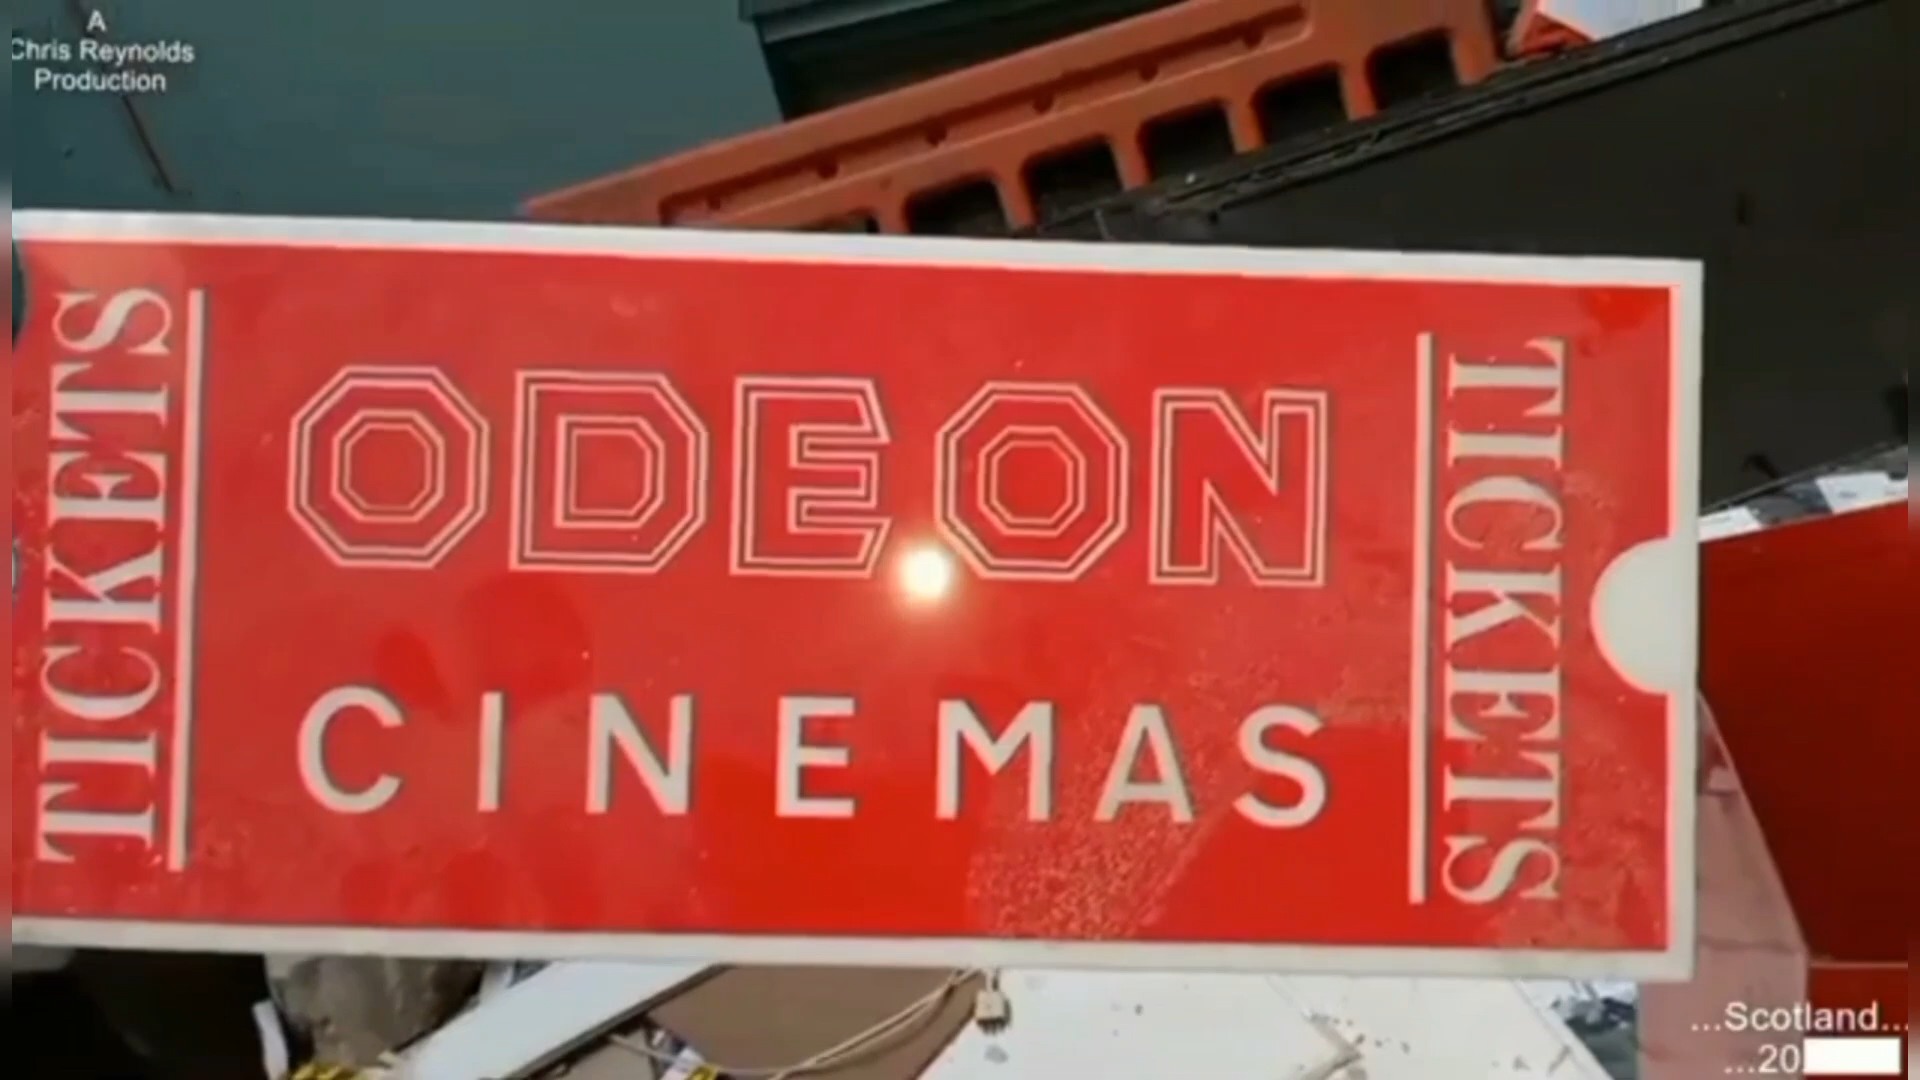 A
Chris Reynolds
Production
TICKETS
ODEON
CINEMAS
TICKETS
...Scotland...
...20